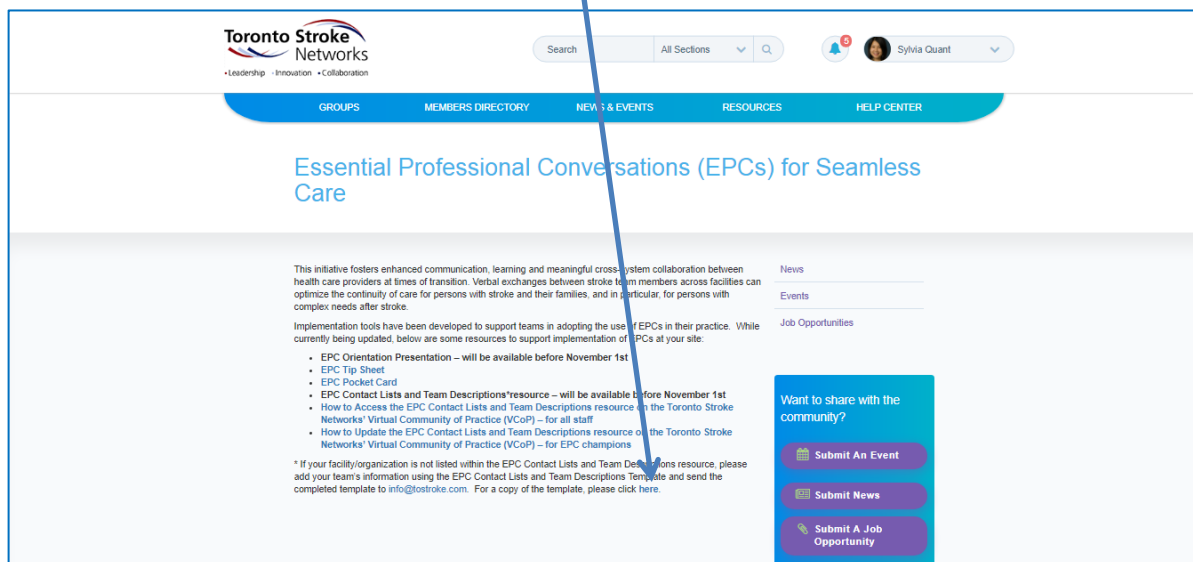 Toronto Stroke
Networks
•Leadership •Innovation •Collaboration
Search
All Sections
5
Sylvia Quant
GROUPS
MEMBERS DIRECTORY
NEWS & EVENTS
RESOURCES
HELP CENTER
Essential Professional Conversations (EPCs) for Seamless
Care
This initiative fosters enhanced communication, learning and meaningful cross-system collaboration between
health care providers at times of transition. Verbal exchanges between stroke team members across facilities can
optimize the continuity of care for persons with stroke and their families, and in particular, for persons with
complex needs after stroke.
Implementation tools have been developed to support teams in adopting the use of EPCs in their practice. While
currently being updated, below are some resources to support implementation of EPCs at your site:
• EPC Orientation Presentation – will be available before November 1st
• EPC Tip Sheet
• EPC Pocket Card
• EPC Contact Lists and Team Descriptions*resource – will be available before November 1st
• How to Access the EPC Contact Lists and Team Descriptions resource on the Toronto Stroke
Networks' Virtual Community of Practice (VCoP) – for all staff
• How to Update the EPC Contact Lists and Team Descriptions resource on the Toronto Stroke
Networks' Virtual Community of Practice (VCoP) – for EPC champions
* If your facility/organization is not listed within the EPC Contact Lists and Team Descriptions resource, please
add your team's information using the EPC Contact Lists and Team Descriptions Template and send the
completed template to info@tostroke.com. For a copy of the template, please click here.
News
Events
Job Opportunities
Want to share with the
community?
Submit An Event
Submit News
Submit A Job
Opportunity